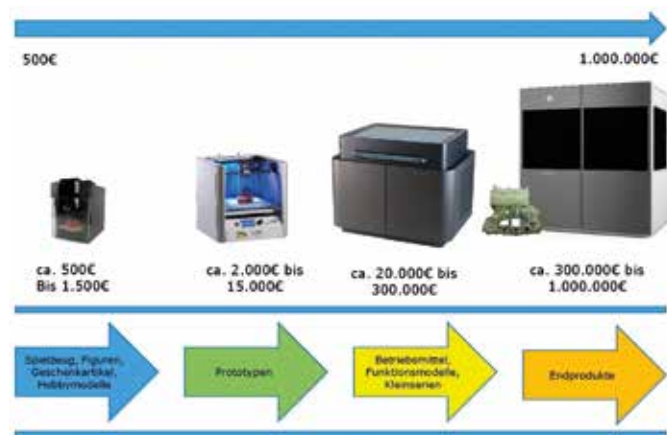 500€
1.000.000€
ca. 500€
Bis 1.500€
ca. 2.000€ bis
15.000€
ca. 20.000€ bis
300.000€
ca. 300.000€ bis
1.000.000€
Spielzeug, Figuren,
Geschenkartikel,
Hobbymodelle
Prototypen
Betriebsmittel,
Funktionsmodelle,
Kleinserien
Endprodukte